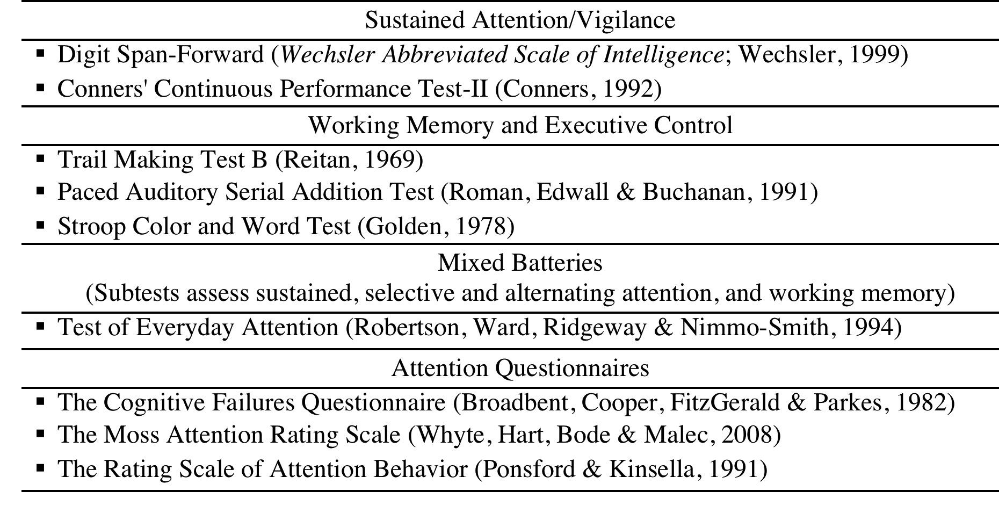 Sustained Attention/Vigilance
▪ Digit Span-Forward (Wechsler Abbreviated Scale of Intelligence; Wechsler, 1999)
▪ Conners' Continuous Performance Test-II (Conners, 1992)
Working Memory and Executive Control
▪ Trail Making Test B (Reitan, 1969)
▪ Paced Auditory Serial Addition Test (Roman, Edwall & Buchanan, 1991)
▪ Stroop Color and Word Test (Golden, 1978)
Mixed Batteries
(Subtests assess sustained, selective and alternating attention, and working memory)
▪ Test of Everyday Attention (Robertson, Ward, Ridgeway & Nimmo-Smith, 1994)
Attention Questionnaires
▪ The Cognitive Failures Questionnaire (Broadbent, Cooper, FitzGerald & Parkes, 1982)
▪ The Moss Attention Rating Scale (Whyte, Hart, Bode & Malec, 2008)
▪ The Rating Scale of Attention Behavior (Ponsford & Kinsella, 1991)